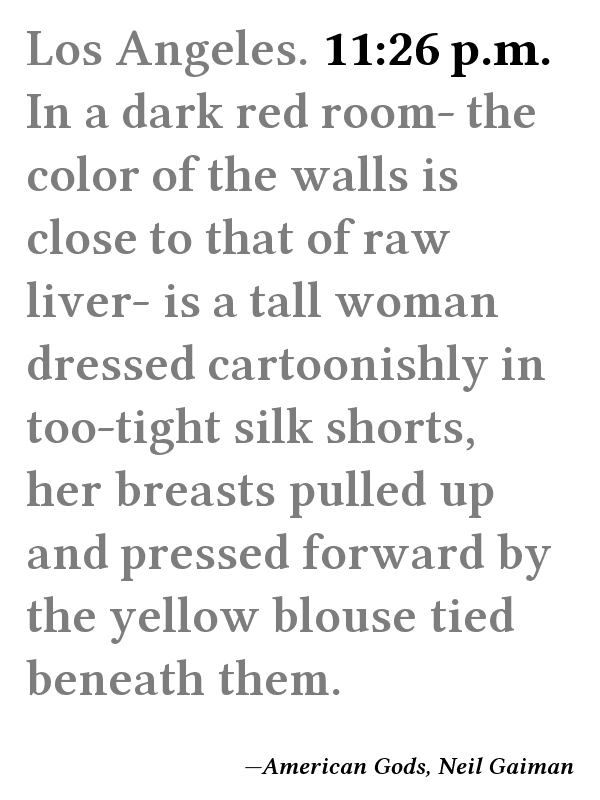 Los Angeles. 11:26 p.m.
In a dark red room- the
color of the walls is
close to that of raw
liver- is a tall woman
dressed cartoonishly in
too-tight silk shorts,
her breasts pulled up
and pressed forward by
the yellow blouse tied
beneath them.
—American Gods, Neil Gaiman